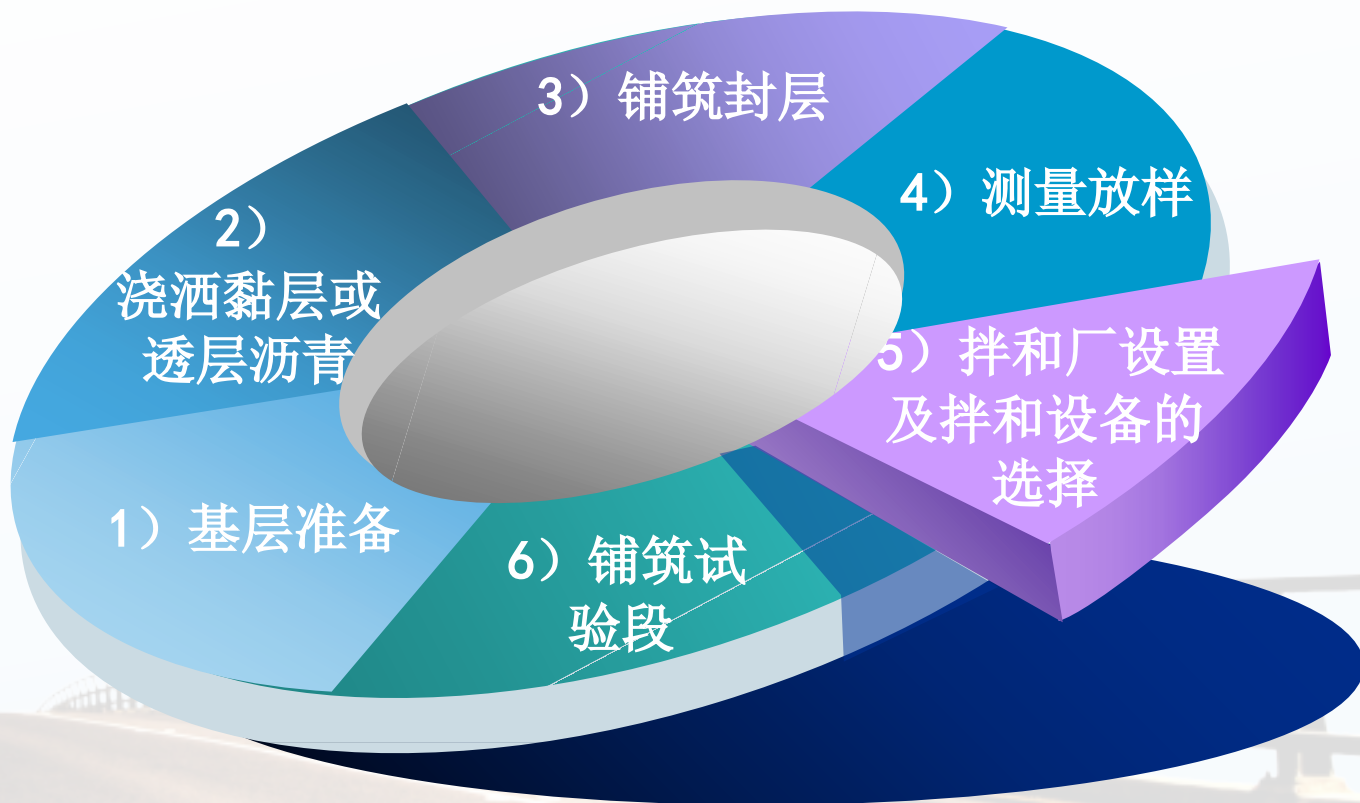 1）基层准备
2）
浇洒黏层或
透层沥青
3）铺筑封层
4）测量放样
5）拌和厂设置
及拌和设备的
选择
6）铺筑试
验段